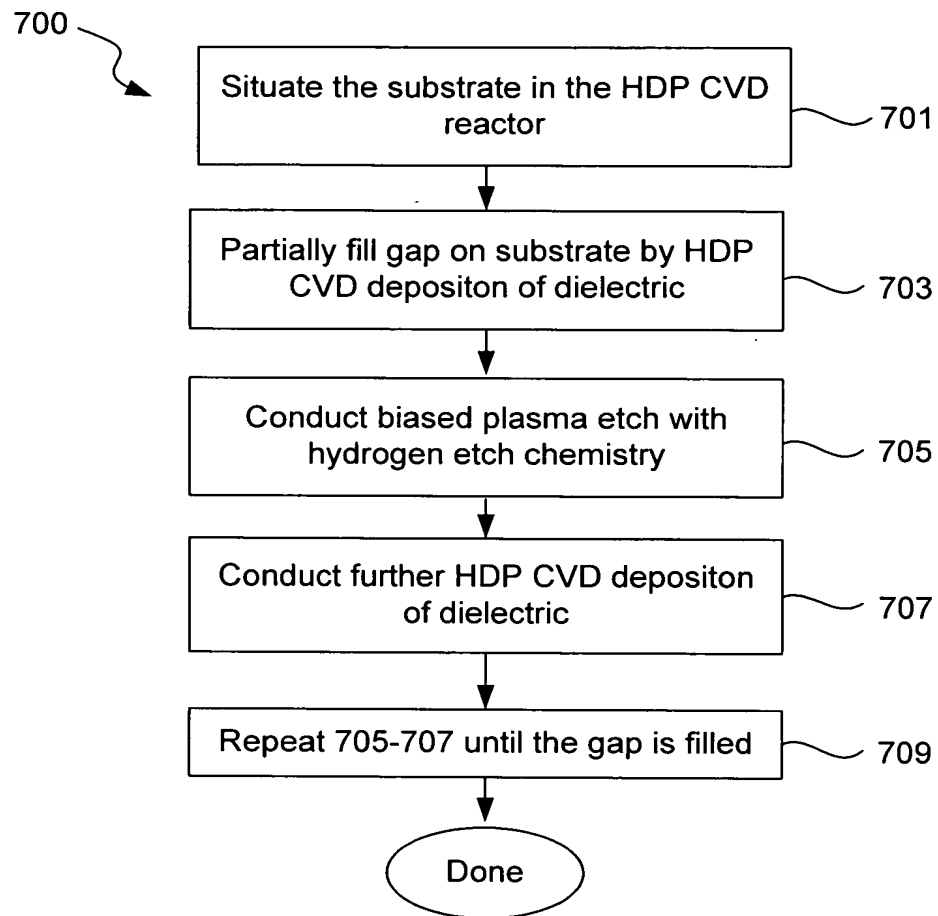 700
Situate the substrate in the HDP CVD
reactor
701
Partially fill gap on substrate by HDP
CVD depositon of dielectric
703
Conduct biased plasma etch with
hydrogen etch chemistry
705
Conduct further HDP CVD depositon
of dielectric
707
Repeat 705-707 until the gap is filled
709
Done